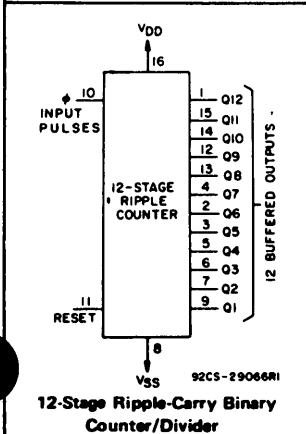 VDD
16
ϕ 10
INPUT
PULSES
1 Q12
15 Q11
14 Q10
12 Q9
13 Q8
4 Q7
2 Q6
3 Q5
5 Q4
6 Q3
7 Q2
9 Q1
12-STAGE
RIPPLE
COUNTER
12 BUFFERED OUTPUTS
11
RESET
8
VSS
92CS-29066R1
12-Stage Ripple-Carry Binary
Counter/Divider